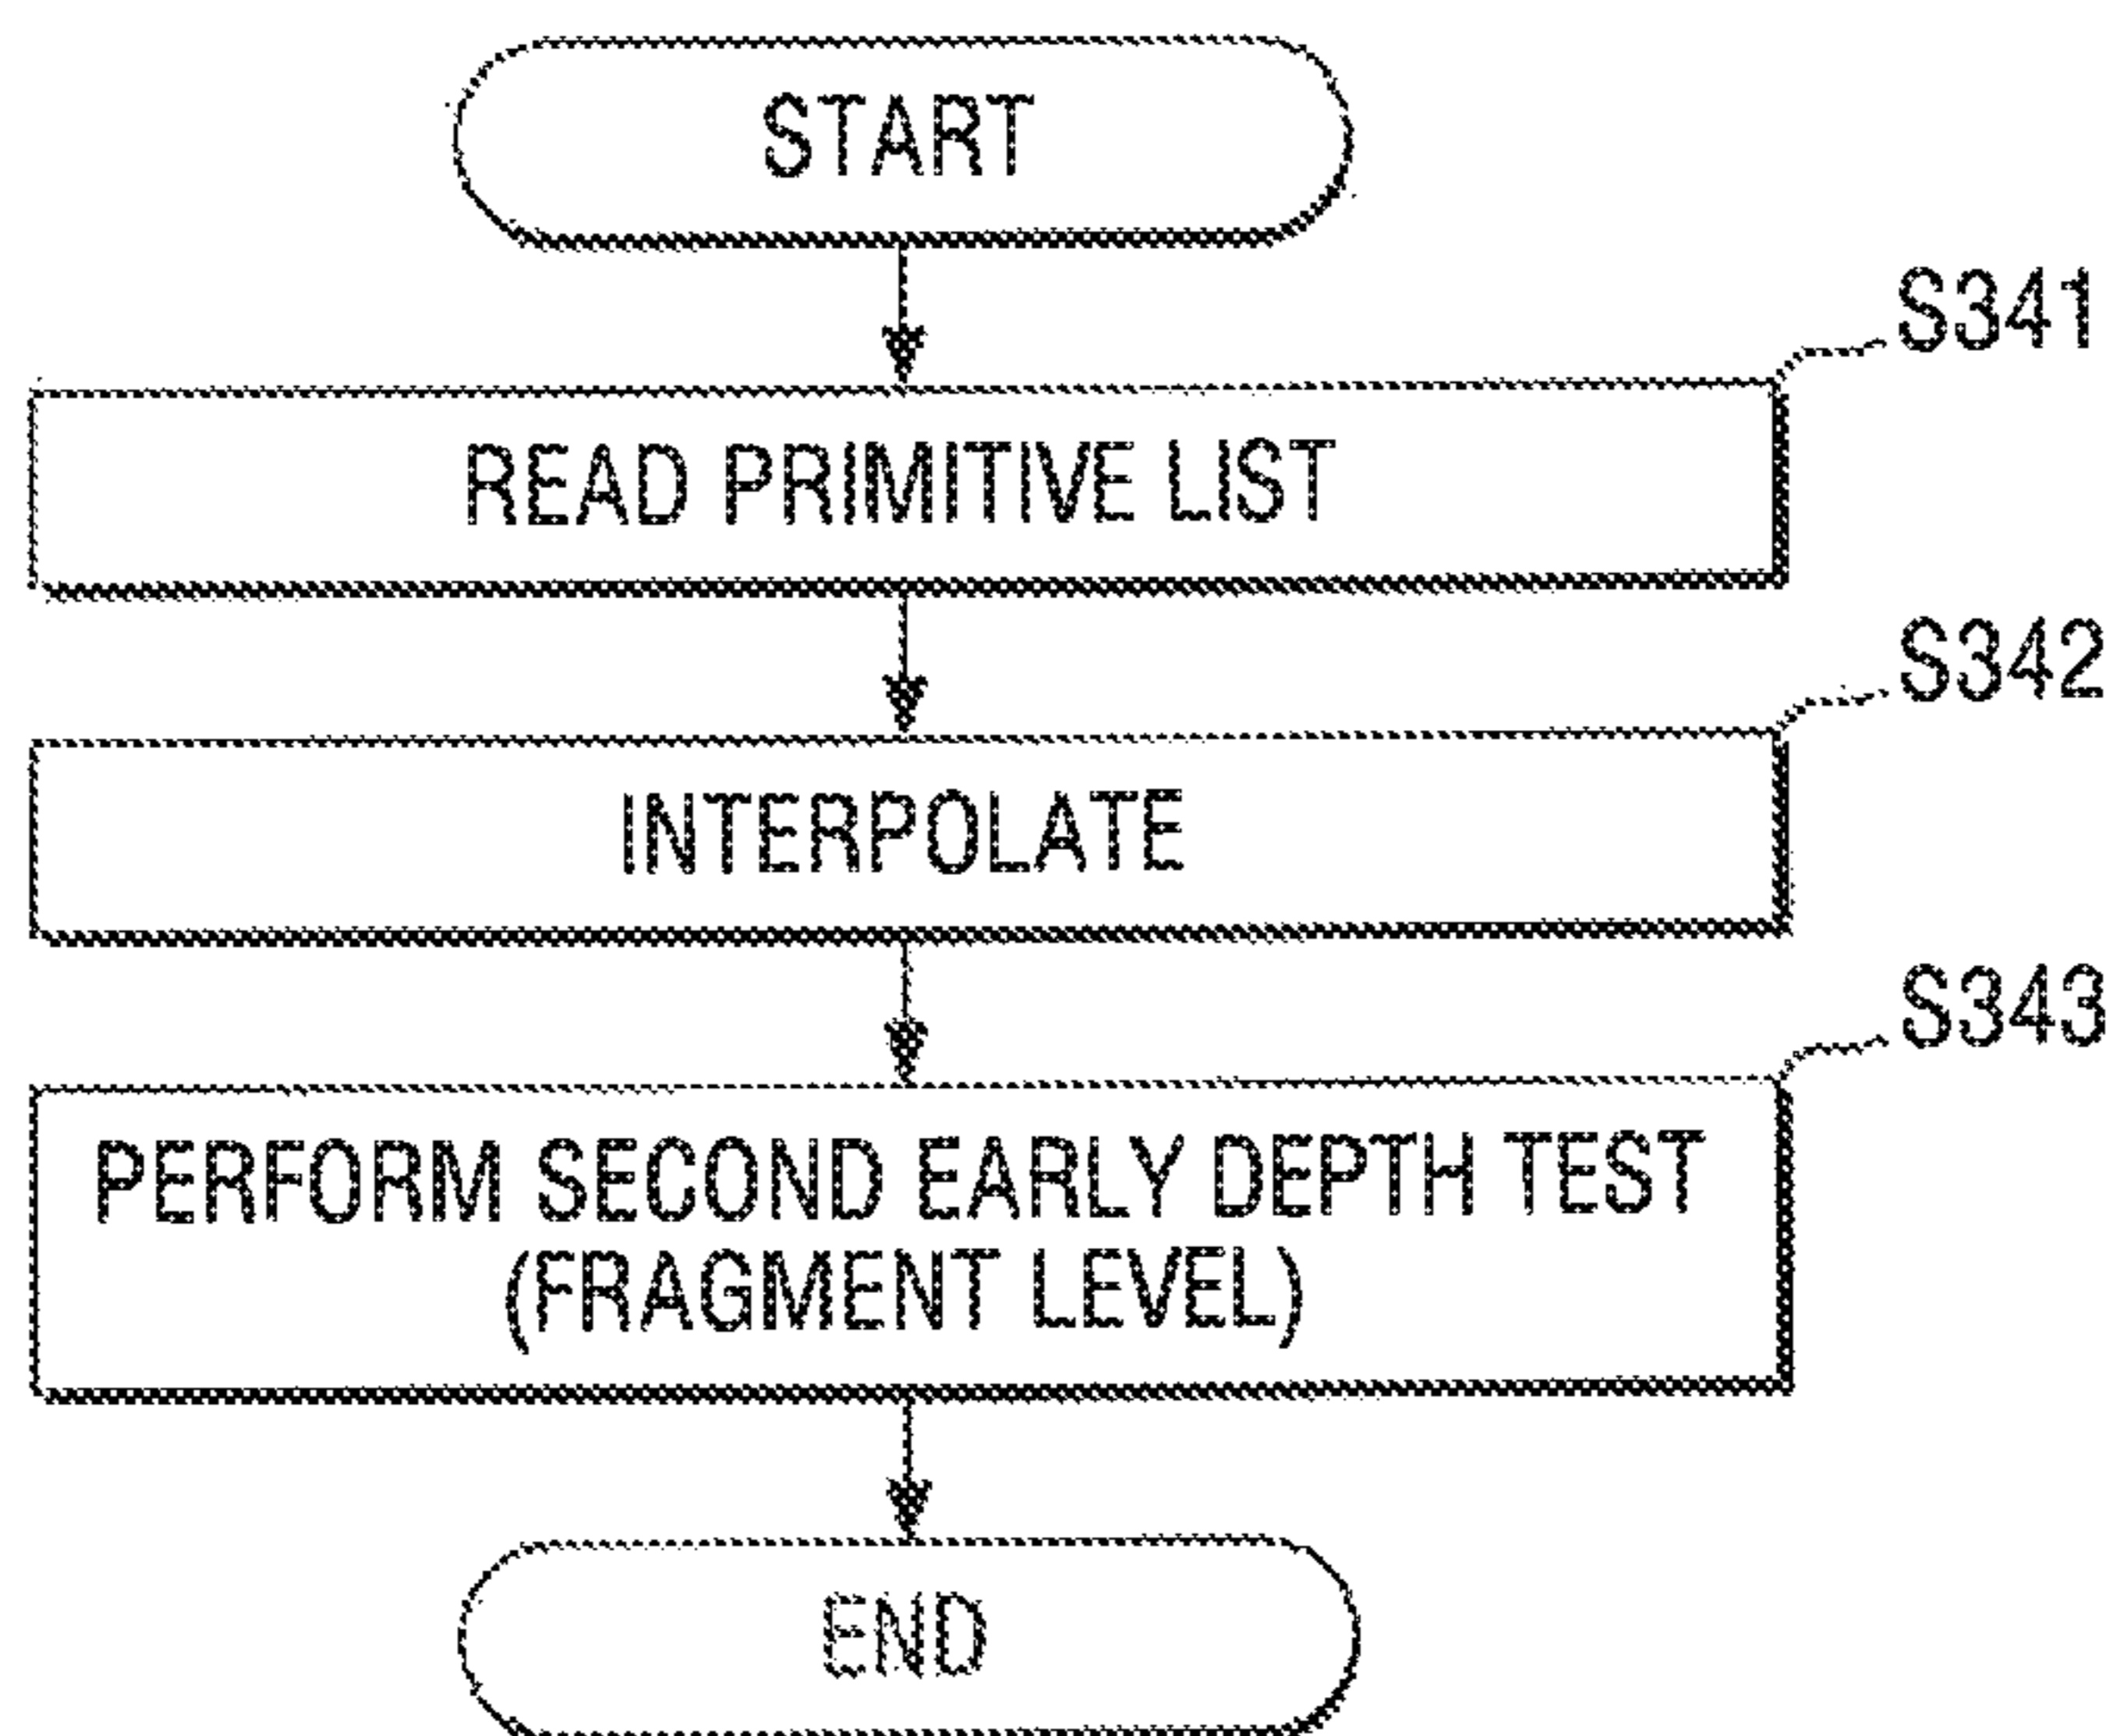 START
S341
READ PRIMITIVE LIST
S342
INTERPOLATE
S343
PERFORM SECOND EARLY DEPTH TEST
(FRAGMENT LEVEL)
END